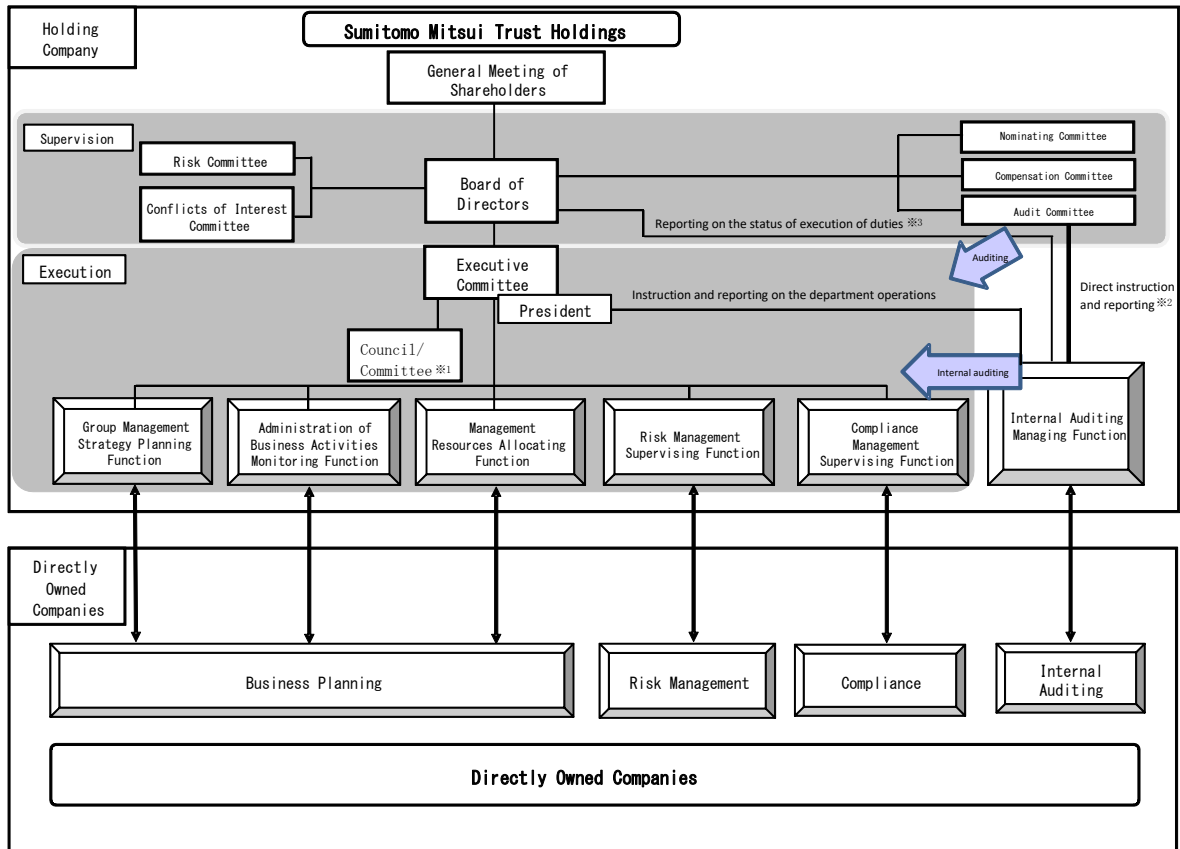 Holding
Company
Sumitomo Mitsui Trust Holdings
General Meeting of
Shareholders
Supervision
Risk Committee
Conflicts of Interest
Committee
Board of
Directors
Nominating Committee
Compensation Committee
Audit Committee
Reporting on the status of execution of duties ※3
Execution
Executive
Committee
President
Auditing
Instruction and reporting on the department operations
Direct instruction
and reporting※2
Council/
Committee※1
Internal auditing
Group Management
Strategy Planning
Function
Administration of
Business Activities
Monitoring Function
Management
Resources Allocating
Function
Risk Management
Supervising Function
Compliance
Management
Supervising Function
Internal Auditing
Managing Function
Directly
Owned
Companies
Business Planning
Risk Management
Compliance
Internal
Auditing
Directly Owned Companies